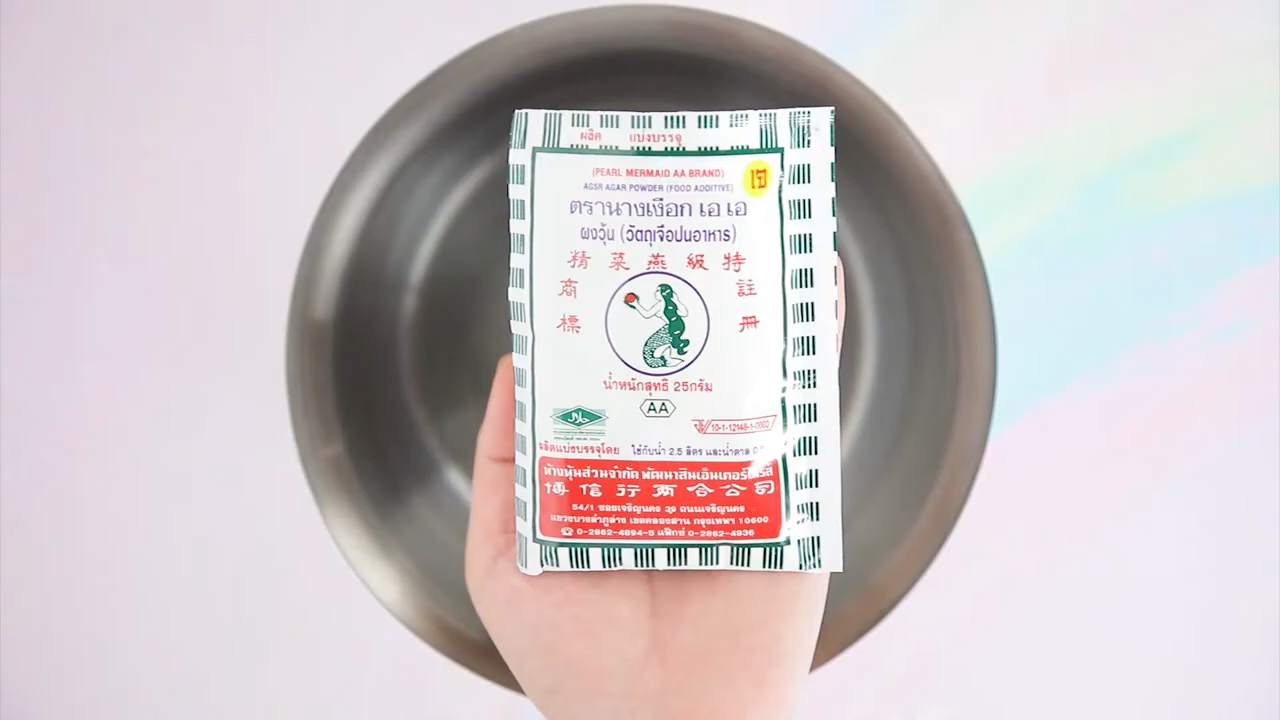 ผลิต แบ่งบรรจุ
(PEARL MERMAID AA BRAND)
เจ
AGSR AGAR POWDER (FOOD ADDITIVE)
ตรานางเงือก เอ เอ
ผงวุ้น (วัตถุเจือปนอาหาร)
精 菜 燕 級 特
商 註
標 冊
น้ำหนักสุทธิ 25กรัม
AA
10-1-12146-1-0003
ผลิตแบ่งบรรจุโดย ใช้กับน้ำ 2.5 ลิตร และน้ำตาล
ห้างหุ้นส่วนจำกัด พัฒนาสินเอ็นเตอร์ไพรส์
博 信 行 兩 合 公 司
54/1 ซอยเจริญนคร 39 ถนนเจริญนคร
แขวงบางลำภูล่าง เขตคลองสาน กรุงเทพฯ 10600
0-2862-4894-5 แฟ็กซ์ 0-2862-4936